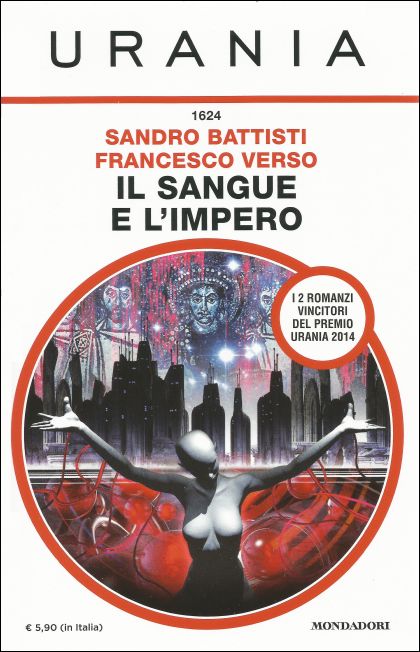 URANIA
1624
SANDRO BATTISTI
FRANCESCO VERSO
IL SANGUE
E L'IMPERO
I 2 ROMANZI
VINCITORI
DEL PREMIO
URANIA 2014
€ 5,90 (in Italia)
MONDADORI